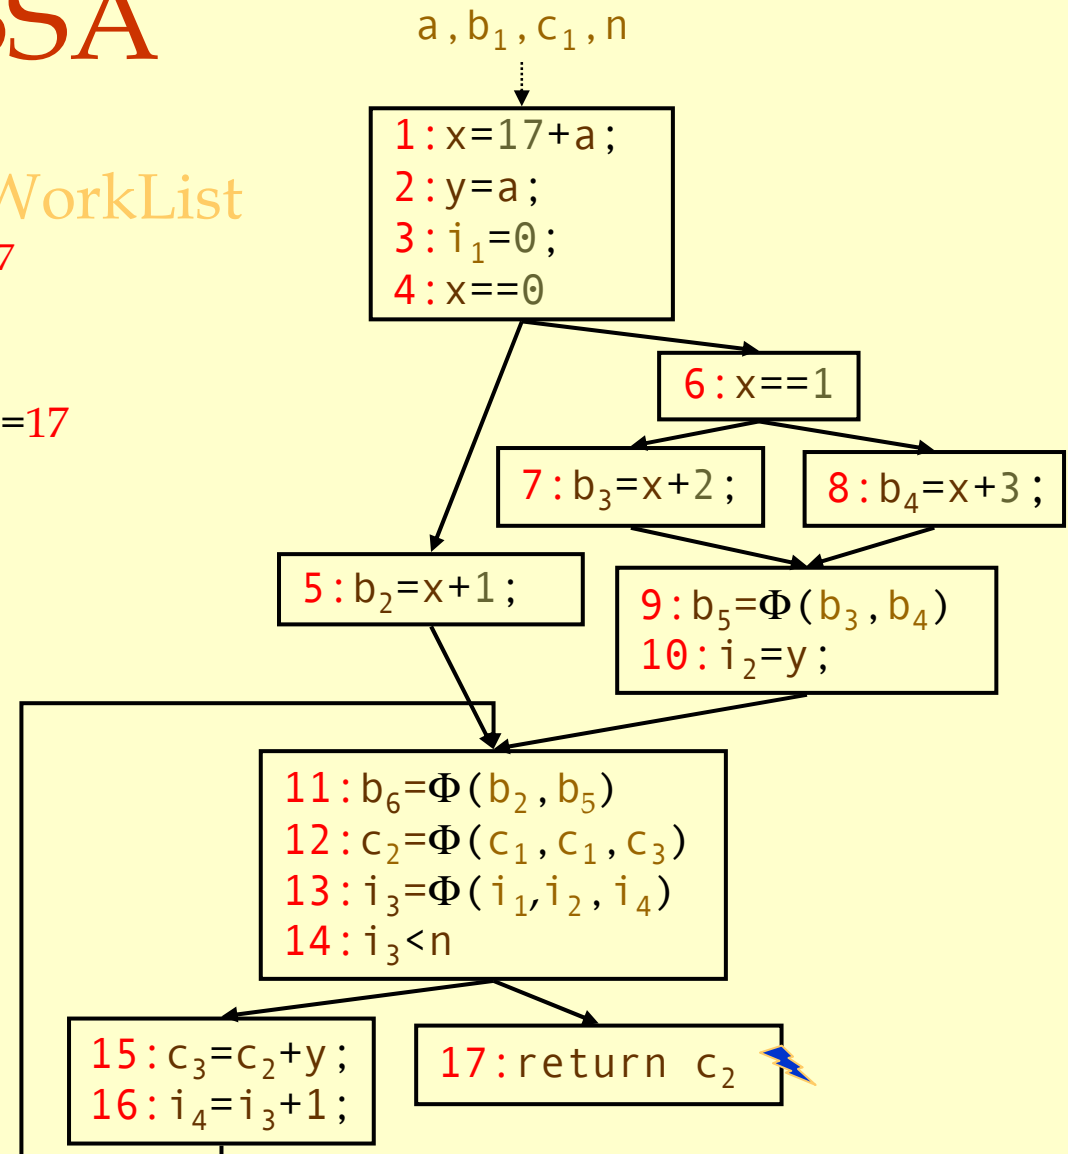 SSA
a,b₁,c₁,n
1:x=17+a;
2:y=a;
3:i₁=0;
4:x==0
WorkList
7
=17
6:x==1
7:b₃=x+2;
8:b₄=x+3;
5:b₂=x+1;
9:b₅=Φ(b₃,b₄)
10:i₂=y;
11:b₆=Φ(b₂,b₅)
12:c₂=Φ(c₁,c₁,c₃)
13:i₃=Φ(i₁,i₂,i₄)
14:i₃<n
15:c₃=c₂+y;
16:i₄=i₃+1;
17:return c₂